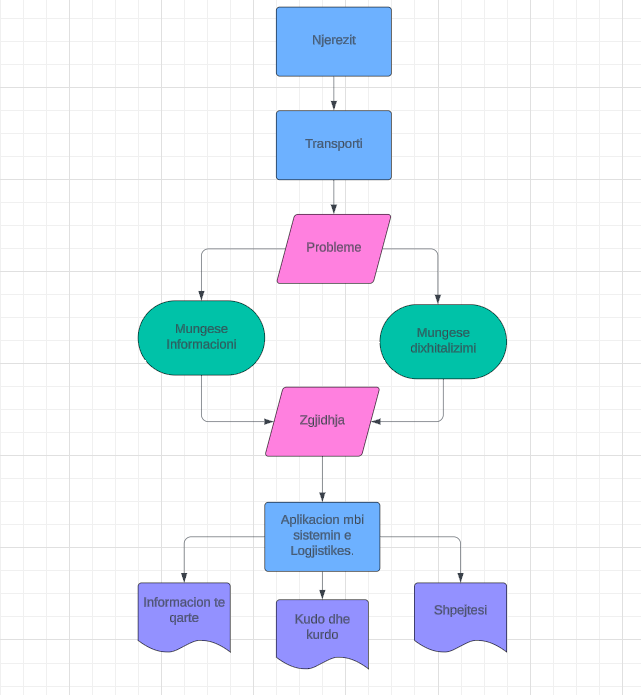 Njerezit
Transporti
Probleme
Mungese
Informacioni
Mungese
dixhitalizimi
Zgjidhja
Aplikacion mbi
sistemin e
Logjistikes.
Informacion te
qarte
Kudo dhe
kurdo
Shpejtesi